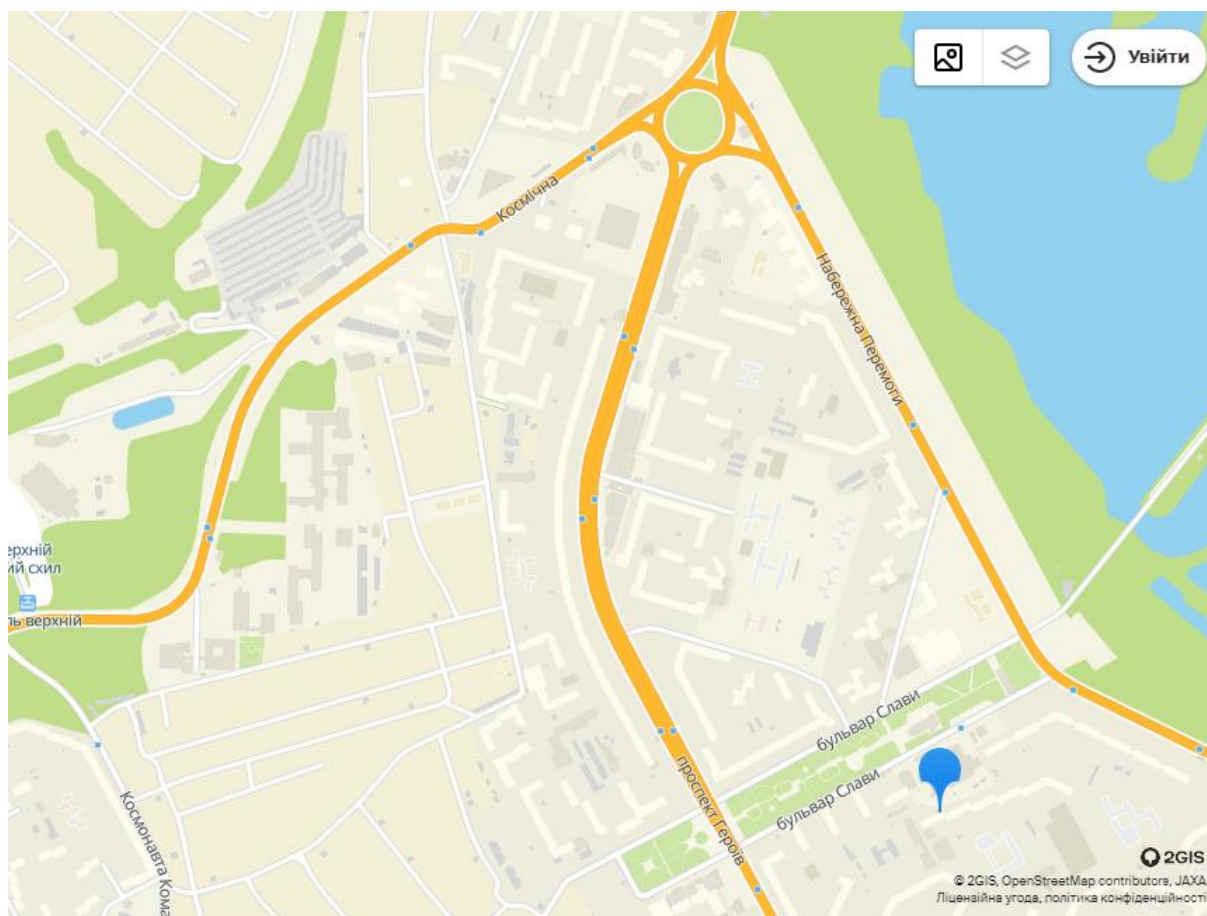 Увійти
Космічна
Набережна Перемоги
ерхній
ий схил
ль верхній
бульвар Слави
проспект Героїв
бульвар Слави
Космонавта Кома
2GIS
© 2GIS, OpenStreetMap contributors, JAXA
Ліцензійна угода, політика конфіденційності